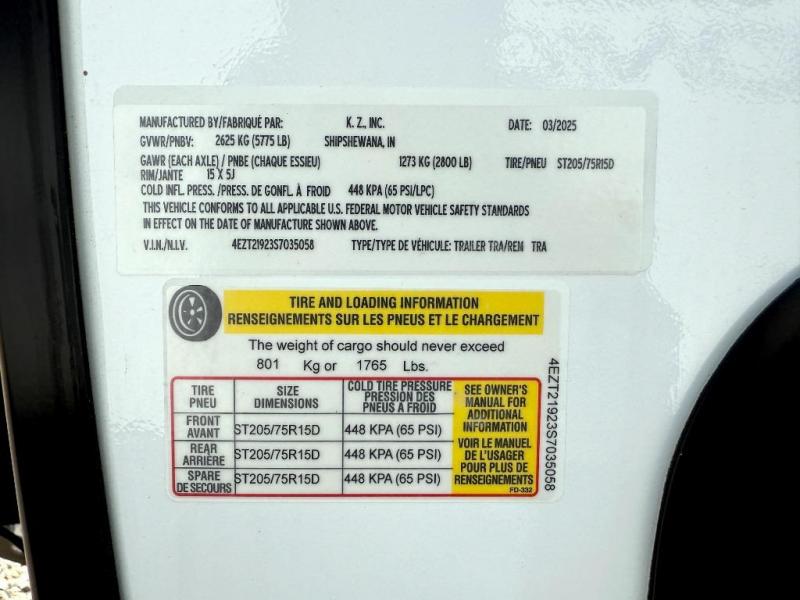 MANUFACTURED BY/FABRIQUÉ PAR: K. Z., INC. DATE: 03/2025
GVWR/PNBV: 2625 KG (5775 LB) SHIPSHEWANA, IN
GAWR (EACH AXLE) / PNBE (CHAQUE ESSIEU) 1273 KG (2800 LB) TIRE/PNEU ST205/75R15D
RIM/JANTE 15 X 5J
COLD INFL. PRESS. /PRESS. DE GONFL. À FROID 448 KPA (65 PSI/LPC)
THIS VEHICLE CONFORMS TO ALL APPLICABLE U.S. FEDERAL MOTOR VEHICLE SAFETY STANDARDS
IN EFFECT ON THE DATE OF MANUFACTURE SHOWN ABOVE.
V.I.N./N.I.V. 4EZT21923S7035058 TYPE/TYPE DE VÉHICULE: TRAILER TRA/REM TRA
TIRE AND LOADING INFORMATION
RENSEIGNEMENTS SUR LES PNEUS ET LE CHARGEMENT
The weight of cargo should never exceed
801 Kg or 1765 Lbs.
TIRE
PNEU
SIZE
DIMENSIONS
COLD TIRE PRESSURE
PRESSION DES
PNEUS A FROID
FRONT
AVANT
ST205/75R15D
448 KPA (65 PSI)
REAR
ARRIÈRE
ST205/75R15D
448 KPA (65 PSI)
SPARE
DE SECOURS
ST205/75R15D
448 KPA (65 PSI)
SEE OWNER'S
MANUAL FOR
ADDITIONAL
INFORMATION
VOIR LE MANUEL
DE L'USAGER
POUR PLUS DE
RENSEIGNEMENTS
FD-332
4EZT21923S7035058